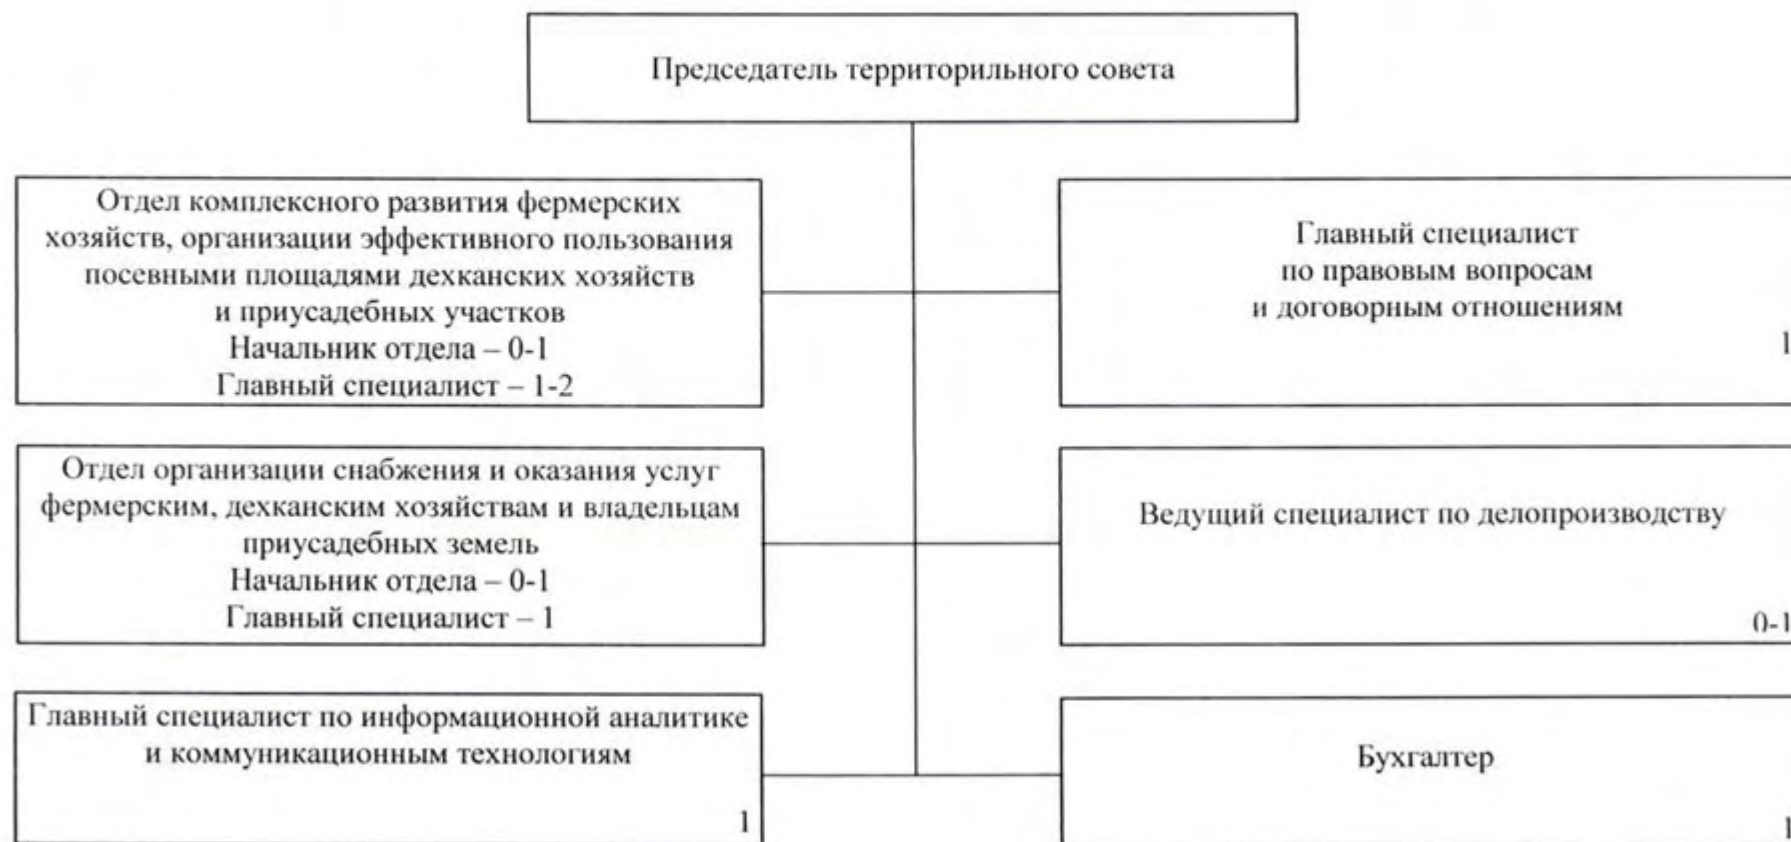 Председатель территорильного совета
Отдел комплексного развития фермерских
хозяйств, организации эффективного пользования
посевными площадями дехканских хозяйств
и приусадебных участков
Начальник отдела – 0-1
Главный специалист – 1-2
Главный специалист
по правовым вопросам
и договорным отношениям
1
Отдел организации снабжения и оказания услуг
фермерским, дехканским хозяйствам и владельцам
приусадебных земель
Начальник отдела – 0-1
Главный специалист – 1
Ведущий специалист по делопроизводству
0-1
Главный специалист по информационной аналитике
и коммуникационным технологиям
1
Бухгалтер
1